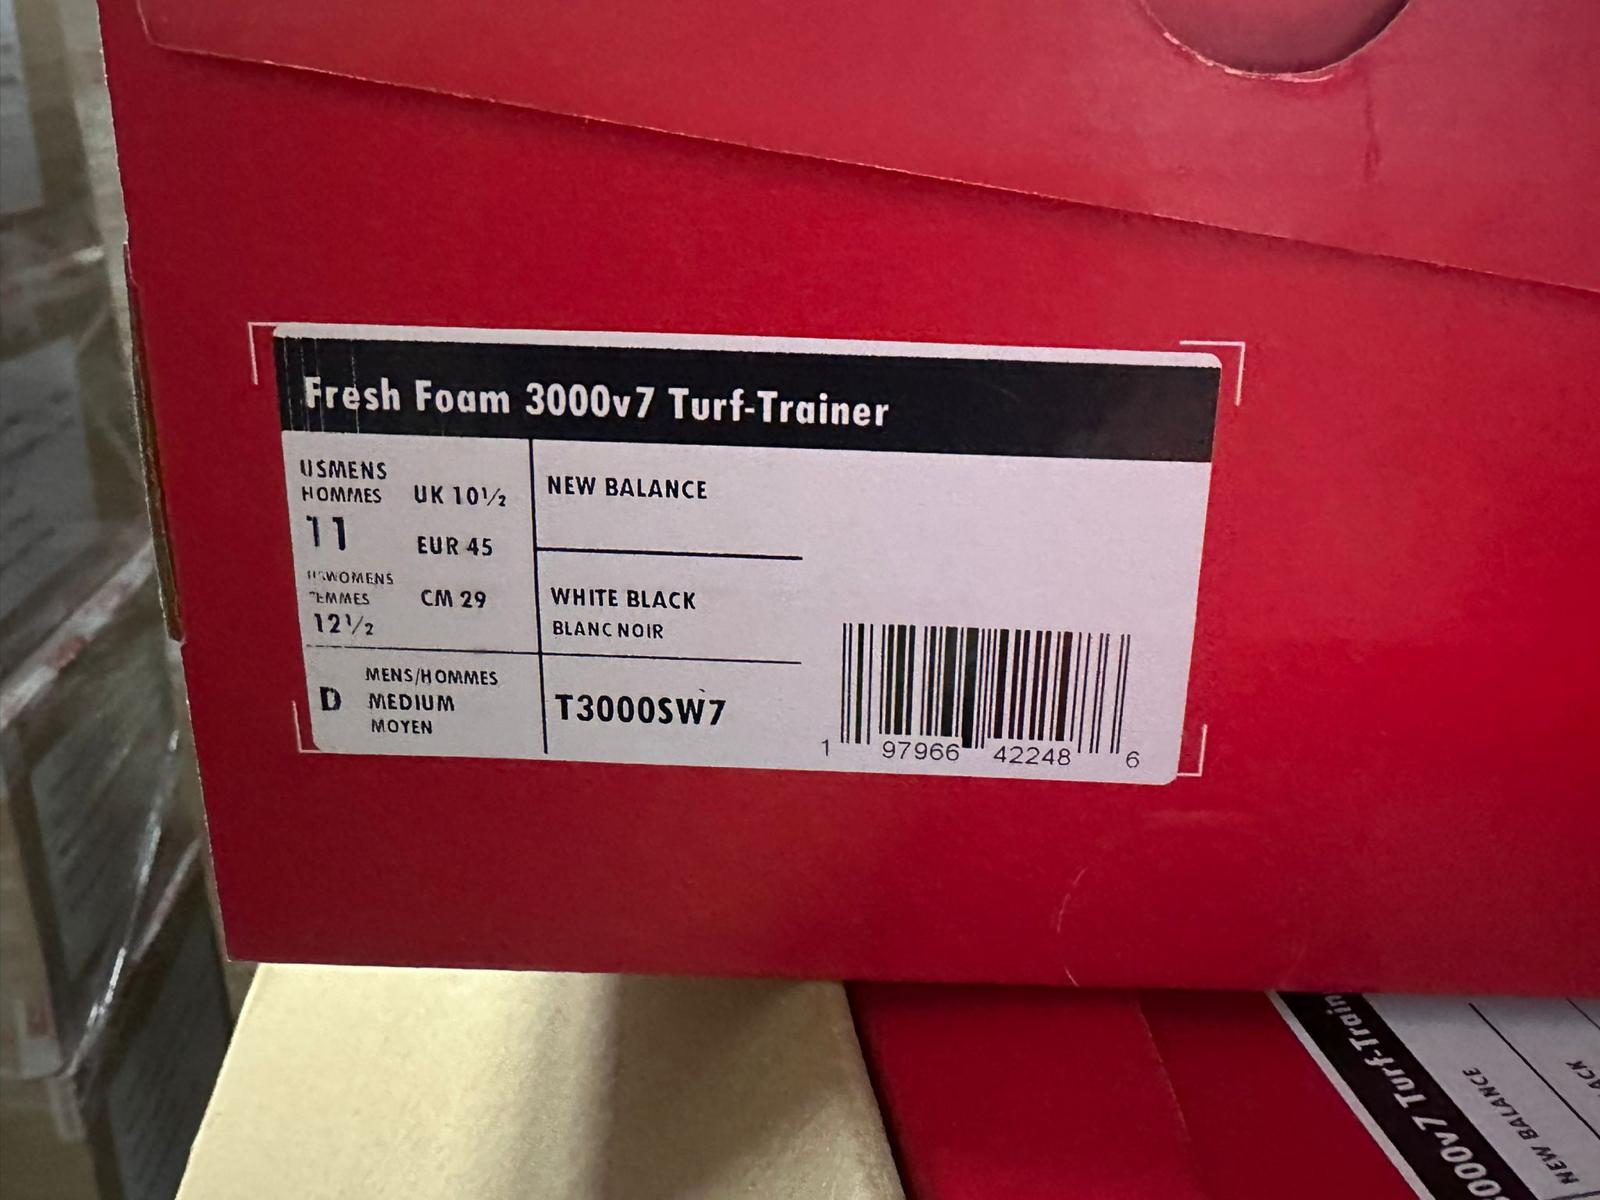 Fresh Foam 3000v7 Turf-Trainer
USMENS
HOMMES
11
UK 10½
EUR 45
USWOMENS
FEMMES
12½
CM 29
D
MENS/HOMMES
MEDIUM
MOYEN
NEW BALANCE
WHITE BLACK
BLANC NOIR
T3000SW7
1 97966 42248 6
000v7 Turf-Train
NEW BALANCE
ACK